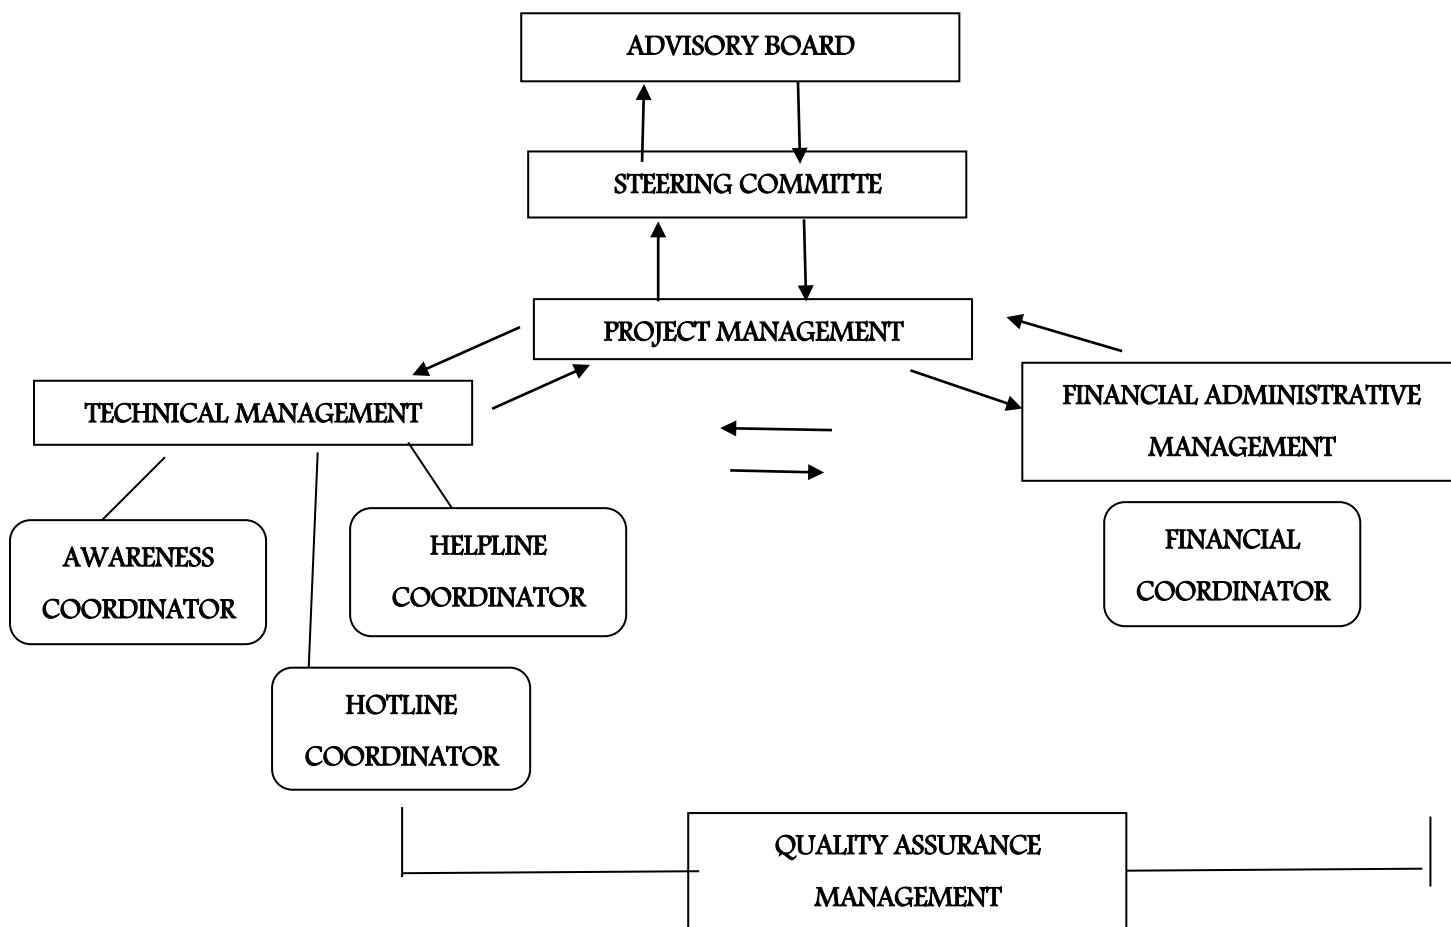 ADVISORY BOARD
STEERING COMMITTE
PROJECT MANAGEMENT
TECHNICAL MANAGEMENT
FINANCIAL ADMINISTRATIVE
MANAGEMENT
AWARENESS
COORDINATOR
HELPLINE
COORDINATOR
FINANCIAL
COORDINATOR
HOTLINE
COORDINATOR
QUALITY ASSURANCE
MANAGEMENT